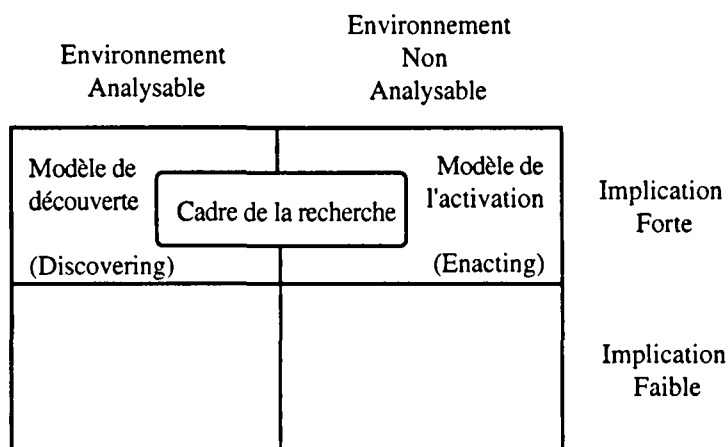 Environnement
Analysable
Environnement
Non
Analysable
Modèle de
découverte
(Discovering)
Cadre de la recherche
Modèle de
l'activation
(Enacting)
Implication
Forte
Implication
Faible